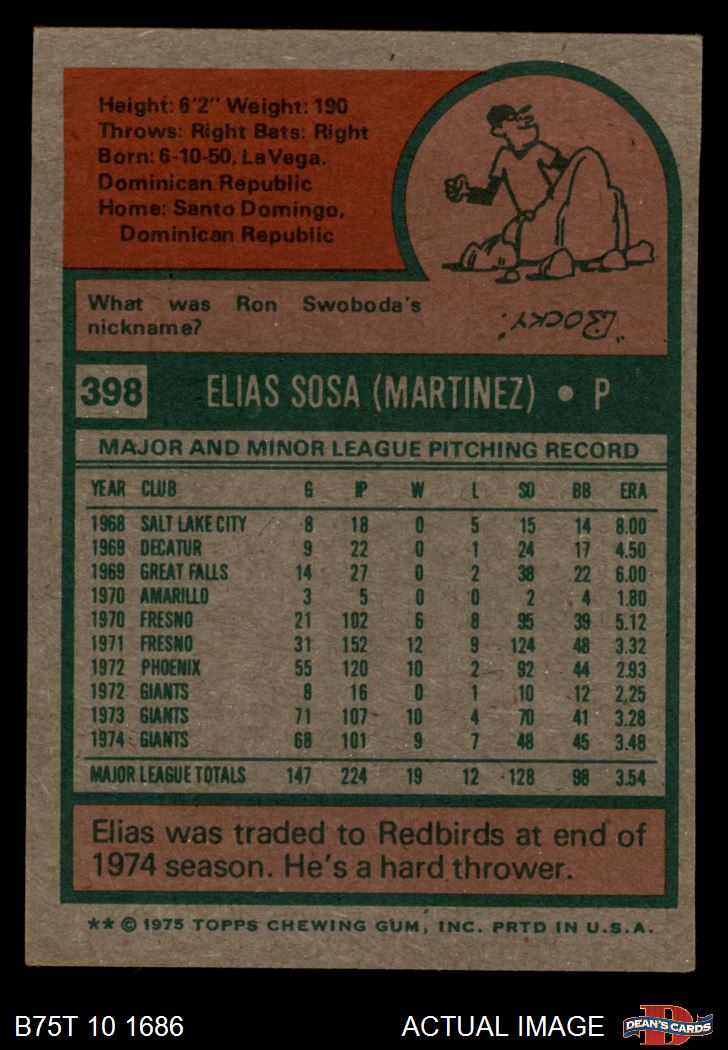 Height: 6'2" Weight: 190
Throws: Right Bats: Right
Born: 6-10-50, LaVega,
Dominican Republic
Home: Santo Domingo,
Dominican Republic
What was Ron Swoboda's
nickname?
"Rocky."
398 ELIAS SOSA (MARTINEZ) • P
MAJOR AND MINOR LEAGUE PITCHING RECORD
YEAR CLUB G IP W L SO BB ERA
1968 SALT LAKE CITY 8 18 0 5 15 14 8.00
1969 DECATUR 9 22 0 1 24 17 4.50
1969 GREAT FALLS 14 27 0 2 38 22 6.00
1970 AMARILLO 3 5 0 0 2 4 1.80
1970 FRESNO 21 102 6 8 95 39 5.12
1971 FRESNO 31 152 12 9 124 48 3.32
1972 PHOENIX 55 120 10 2 92 44 2.93
1972 GIANTS 8 16 0 1 10 12 2.25
1973 GIANTS 71 107 10 4 70 41 3.28
1974 GIANTS 68 101 9 7 48 45 3.48
MAJOR LEAGUE TOTALS 147 224 19 12 128 98 3.54
Elias was traded to Redbirds at end of
1974 season. He's a hard thrower.
** © 1975 TOPPS CHEWING GUM, INC. PRTD IN U.S.A.
B75T 10 1686 ACTUAL IMAGE
D
DEAN'S CARDS